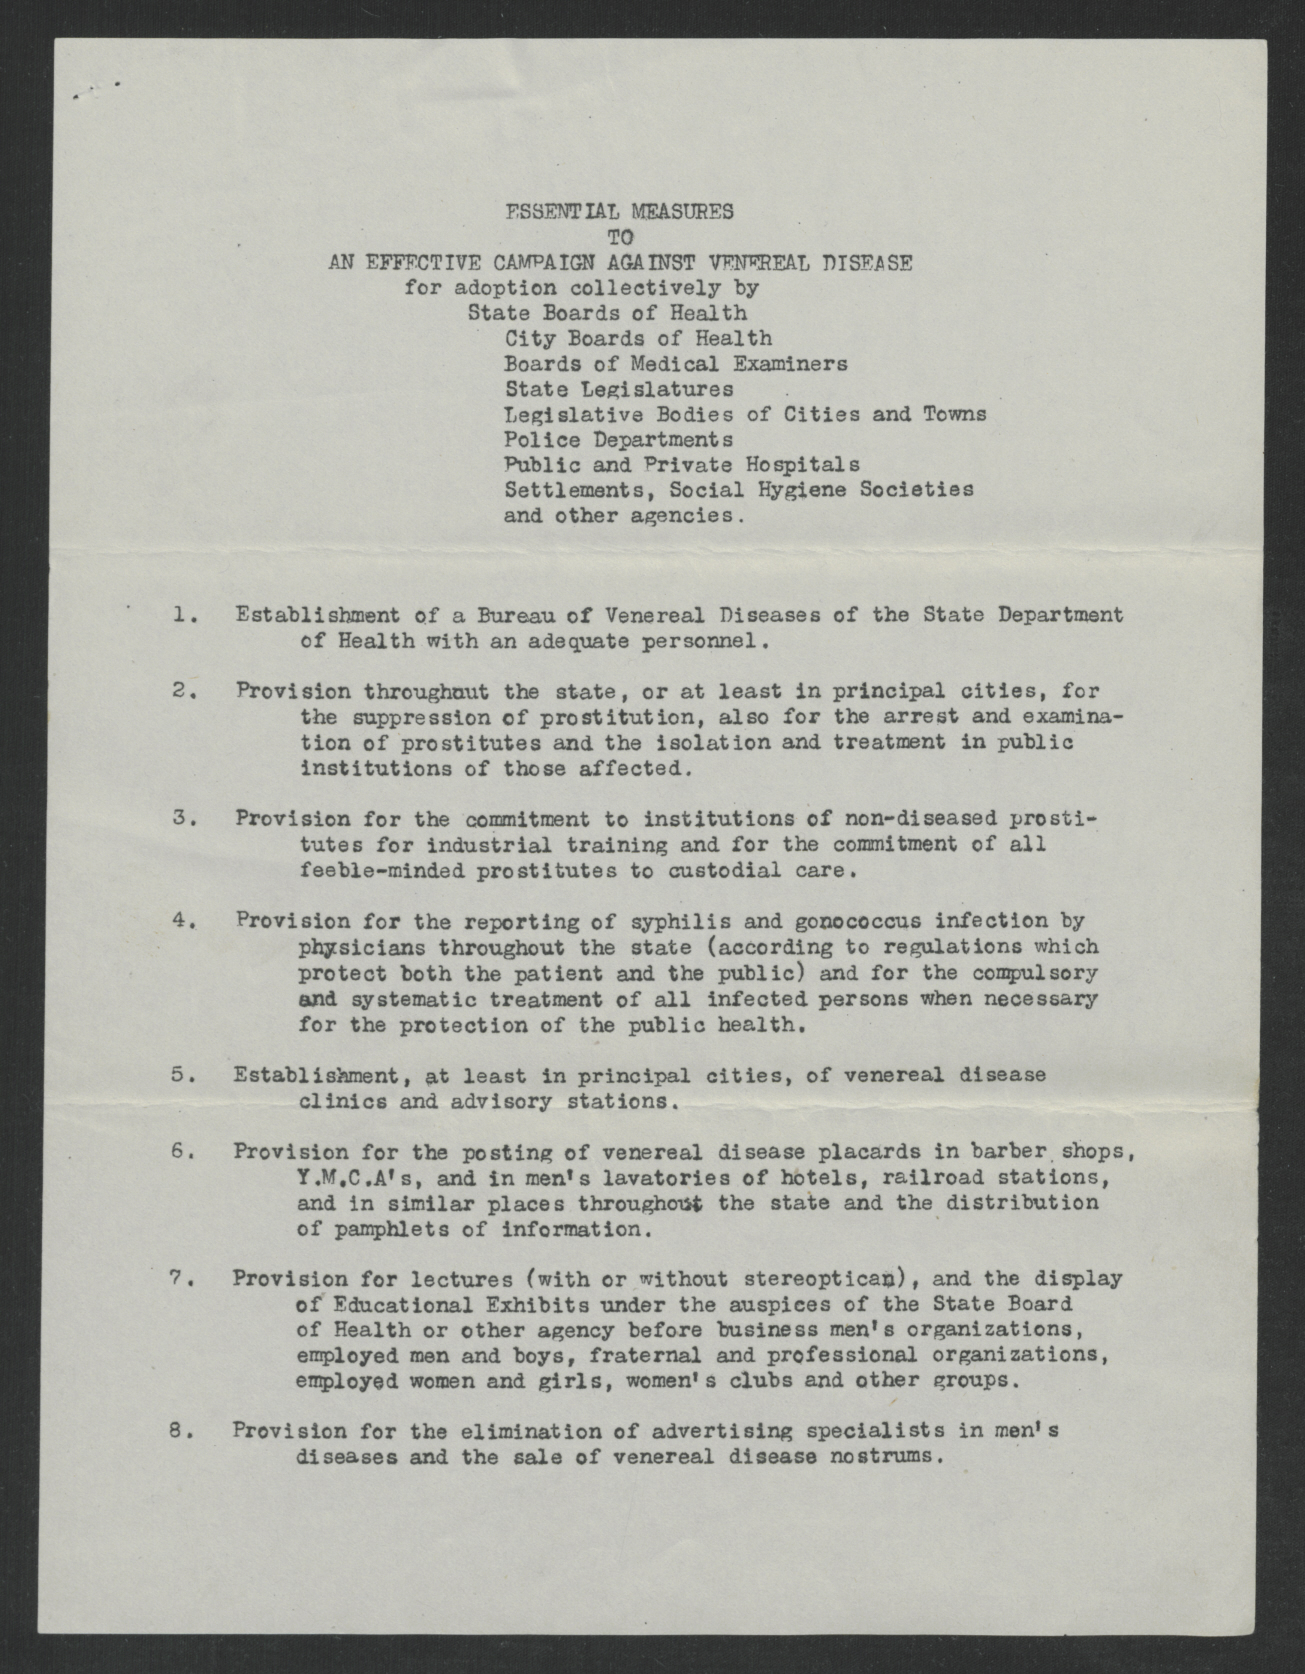 ESSENTIAL MEASURES
TO
AN EFFECTIVE CAMPAIGN AGAINST VENEREAL DISEASE
for adoption collectively by
State Boards of Health
City Boards of Health
Boards of Medical Examiners
State Legislatures
Legislative Bodies of Cities and Towns
Police Departments
Public and Private Hospitals
Settlements, Social Hygiene Societies
and other agencies.
1. Establishment of a Bureau of Venereal Diseases of the State Department
of Health with an adequate personnel.
2. Provision throughout the state, or at least in principal cities, for
the suppression of prostitution, also for the arrest and examina-
tion of prostitutes and the isolation and treatment in public
institutions of those affected.
3. Provision for the commitment to institutions of non-diseased prosti-
tutes for industrial training and for the commitment of all
feeble-minded prostitutes to custodial care.
4. Provision for the reporting of syphilis and gonococcus infection by
physicians throughout the state (according to regulations which
protect both the patient and the public) and for the compulsory
and systematic treatment of all infected persons when necessary
for the protection of the public health.
5. Establishment, at least in principal cities, of venereal disease
clinics and advisory stations.
6. Provision for the posting of venereal disease placards in barber shops,
Y.M.C.A's, and in men's lavatories of hotels, railroad stations,
and in similar places throughout the state and the distribution
of pamphlets of information.
7. Provision for lectures (with or without stereoptican), and the display
of Educational Exhibits under the auspices of the State Board
of Health or other agency before business men's organizations,
employed men and boys, fraternal and professional organizations,
employed women and girls, women's clubs and other groups.
8. Provision for the elimination of advertising specialists in men's
diseases and the sale of venereal disease nostrums.